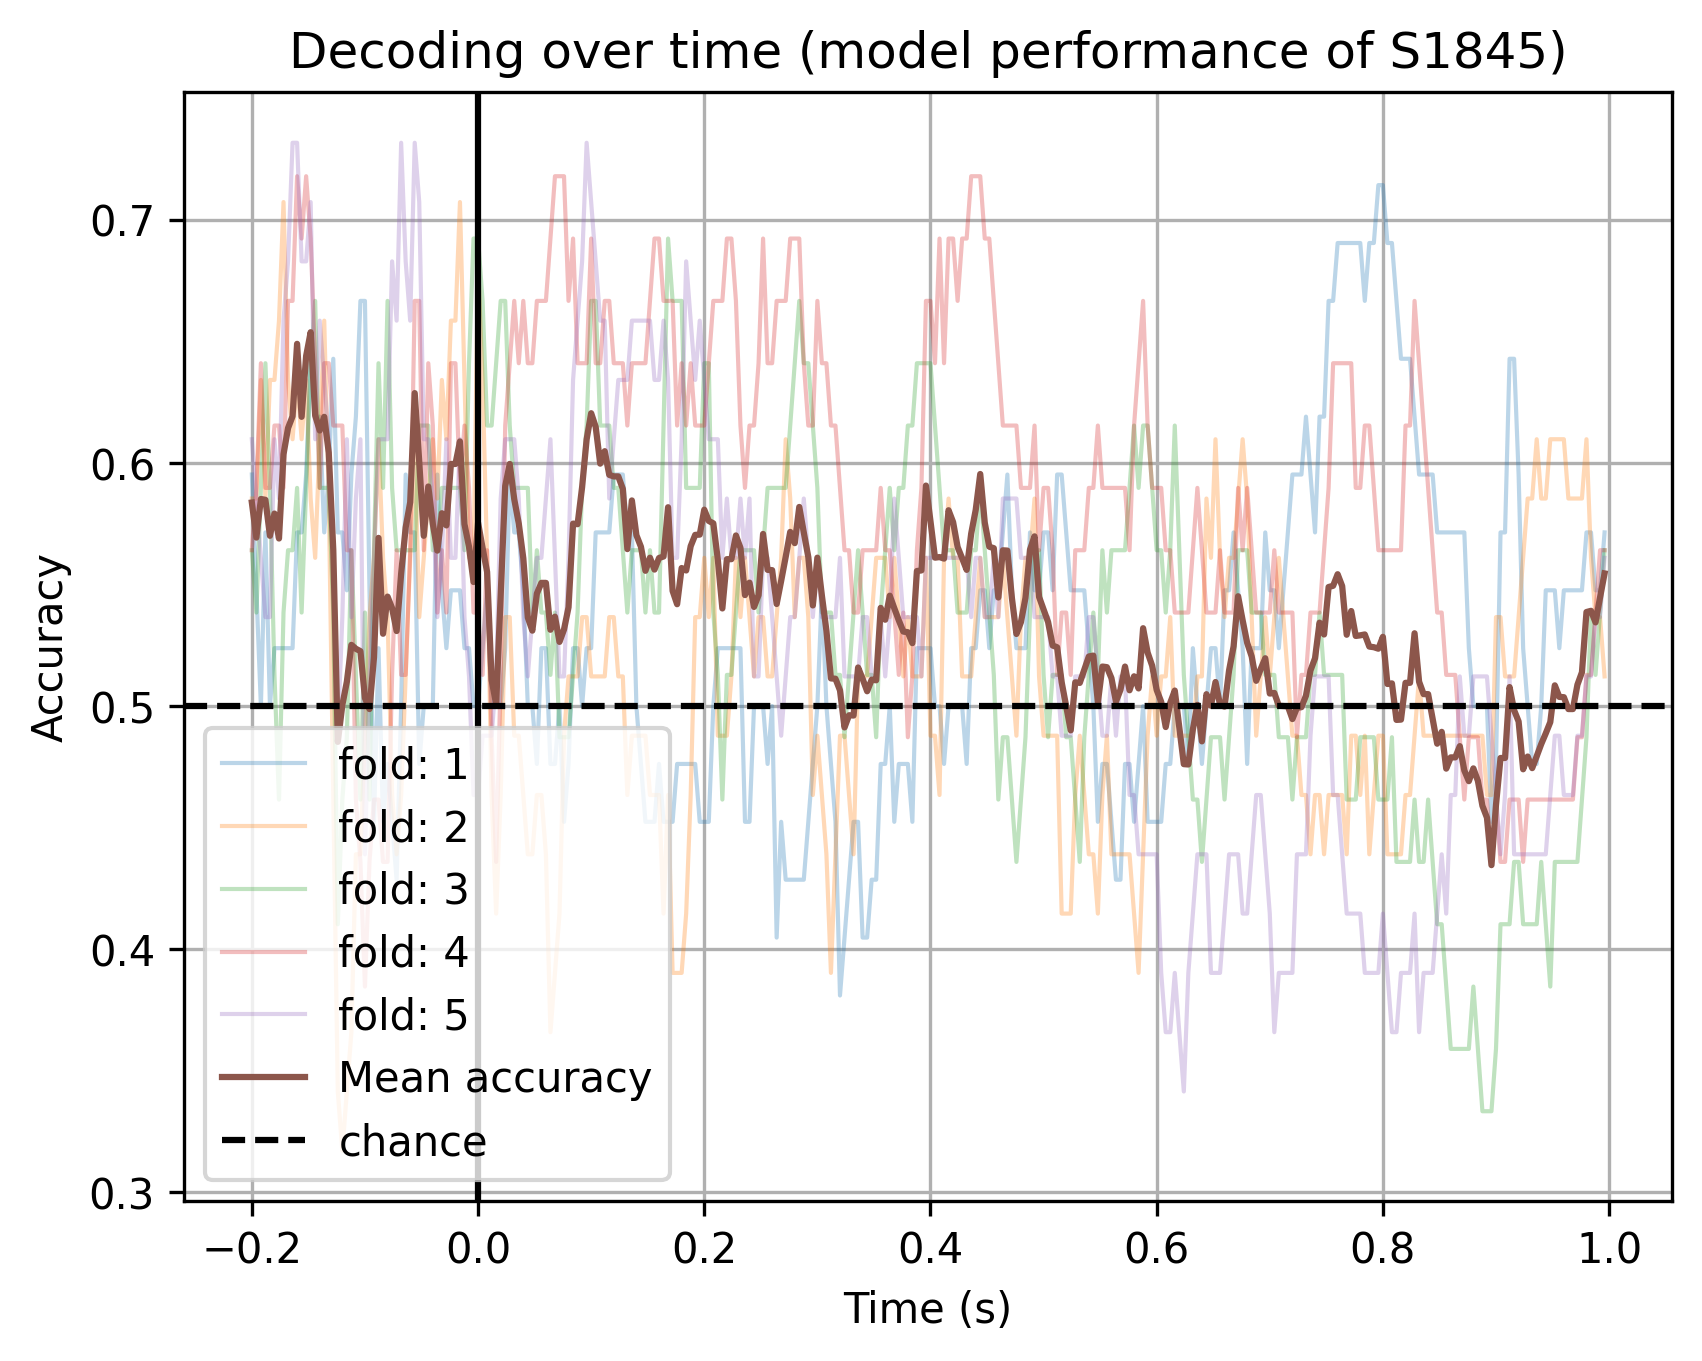 Decoding over time (model performance of S1845)
Accuracy
0.7
0.6
0.5
0.4
0.3
fold: 1
fold: 2
fold: 3
fold: 4
fold: 5
Mean accuracy
chance
−0.2 0.0 0.2 0.4 0.6 0.8 1.0
Time (s)